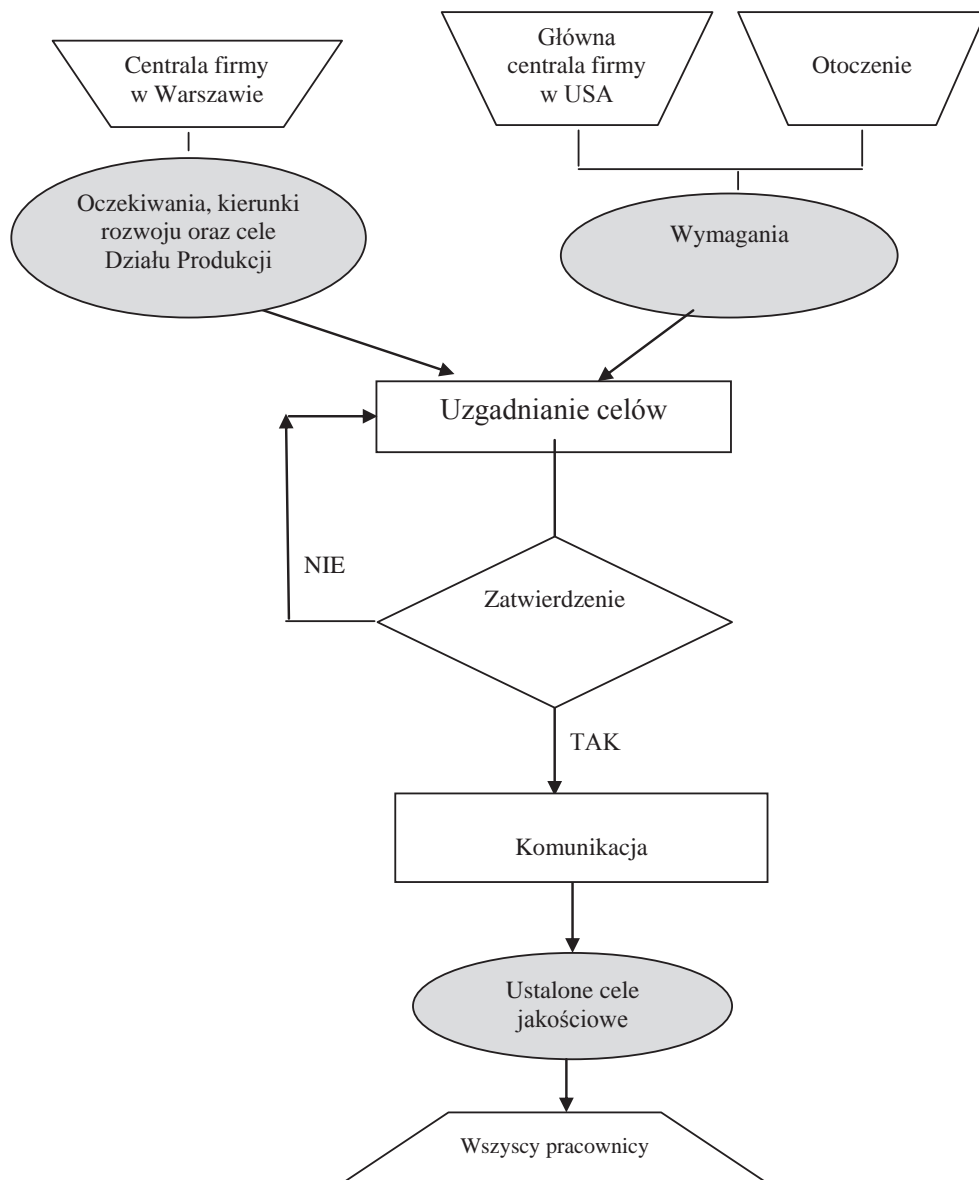 Centrala firmy
w Warszawie
Główna
centrala firmy
w USA
Otoczenie
Oczekiwania, kierunki
rozwoju oraz cele
Działu Produkcji
Wymagania
Uzgadnianie celów
NIE
Zatwierdzenie
TAK
Komunikacja
Ustalone cele
jakościowe
Wszyscy pracownicy